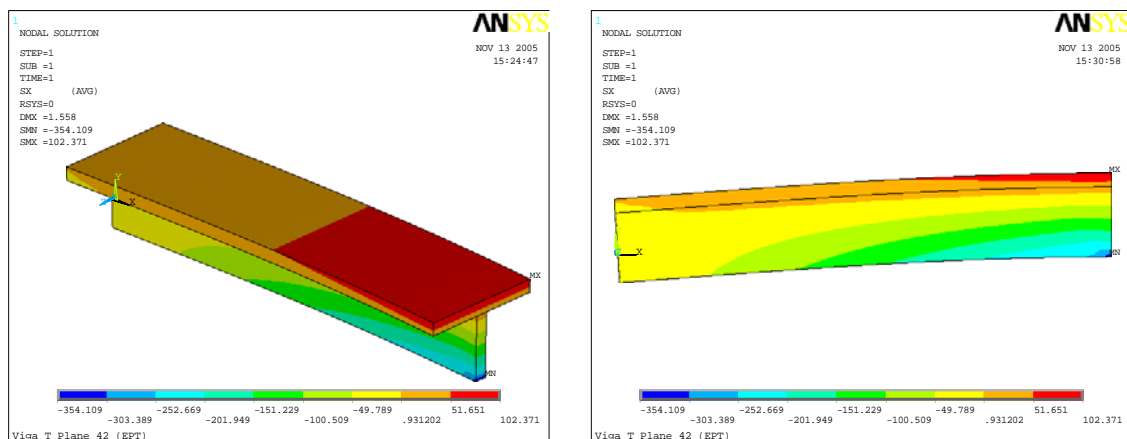 1
NODAL SOLUTION
STEP=1
SUB =1
TIME=1
SX (AVG)
RSYS=0
DMX =1.558
SMN =-354.109
SMX =102.371
ANSYS
NOV 13 2005
15:24:47
Y
Z X
MX
MN
-354.109 -252.669 -151.229 -49.789 51.651
-303.389 -201.949 -100.509 .931202 102.371
Viga T Plane 42 (EPT)
1
NODAL SOLUTION
STEP=1
SUB =1
TIME=1
SX (AVG)
RSYS=0
DMX =1.558
SMN =-354.109
SMX =102.371
ANSYS
NOV 13 2005
15:30:58
MX
X
MN
-354.109 -252.669 -151.229 -49.789 51.651
-303.389 -201.949 -100.509 .931202 102.371
Viga T Plane 42 (EPT)